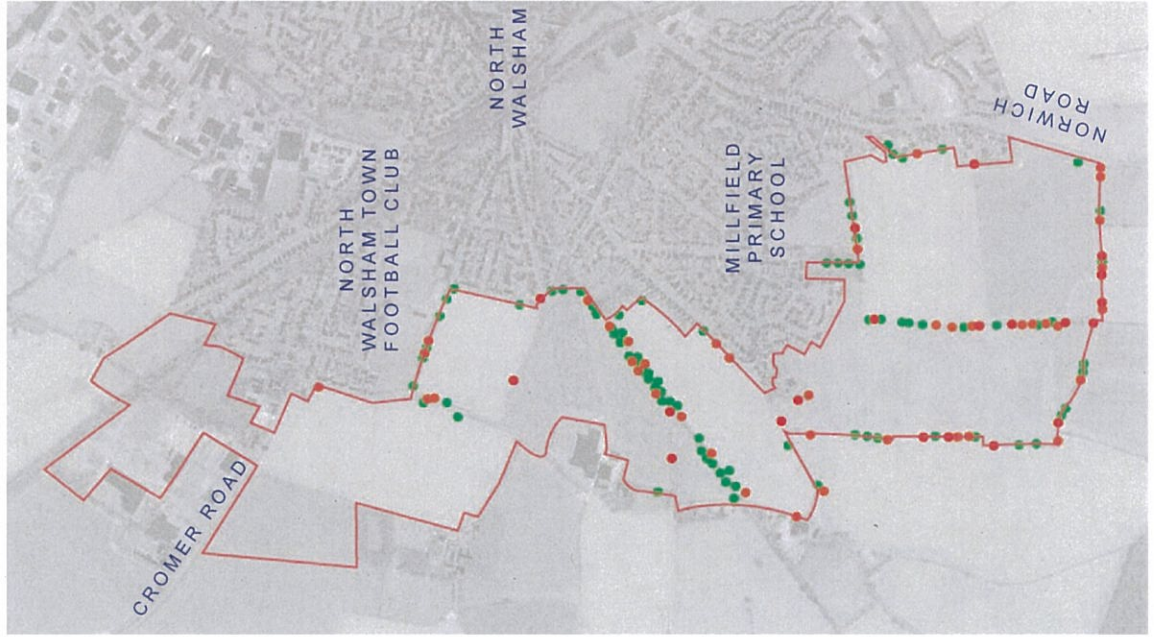 NORTH
WALSHAM
NORTH
WALSHAM TOWN
FOOTBALL CLUB
MILLFIELD
PRIMARY
SCHOOL
NORWICH
ROAD
CROMER ROAD